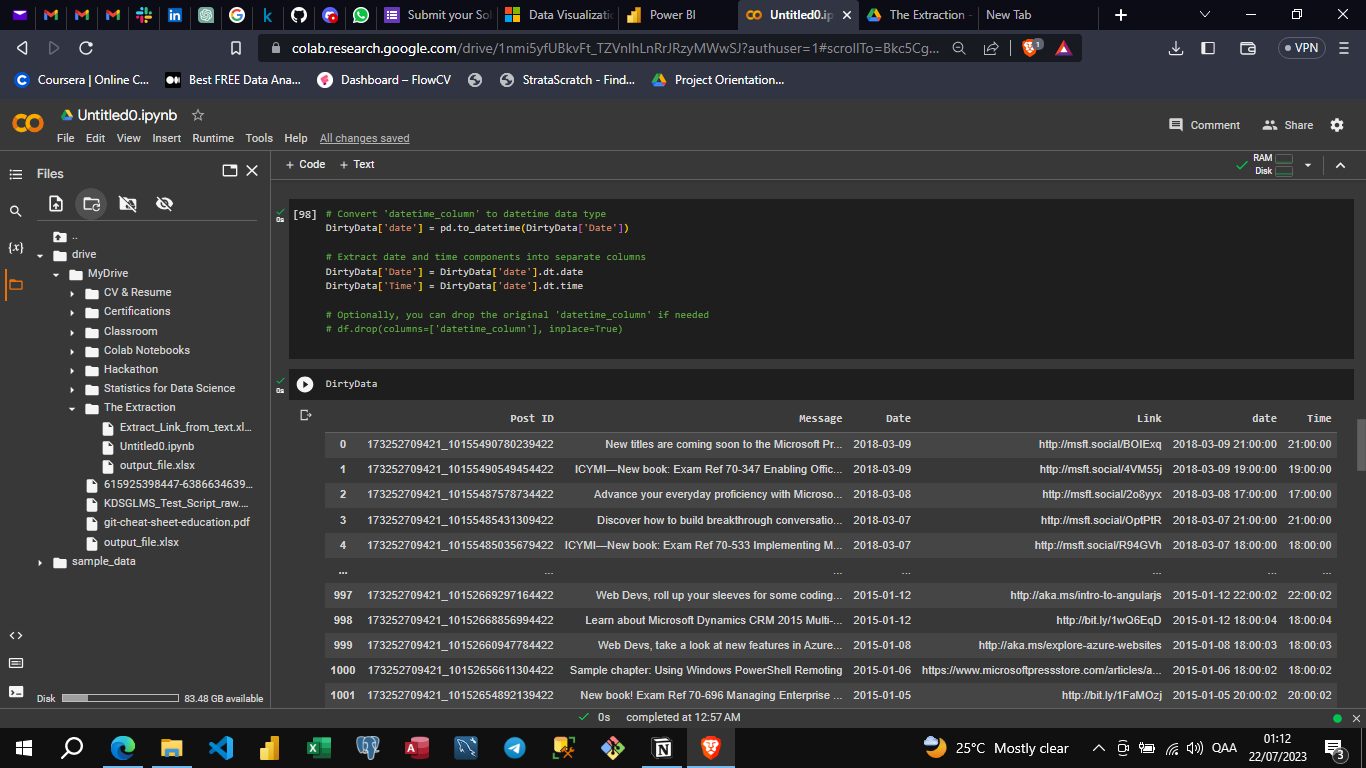 Submit your Sol
Data Visualizatio
Power BI
Untitled0.ip
The Extraction -
New Tab
colab.research.google.com/drive/1nmi5yfUBkvFt_TZVnlhLnRrJRzyMWwSJ?authuser=1#scrollTo=Bkc5Cg...
1
VPN
Coursera | Online C...
Best FREE Data Ana...
Dashboard – FlowCV
StrataScratch - Find...
Project Orientation...
Untitled0.ipynb
File Edit View Insert Runtime Tools Help All changes saved
Comment
Share
Files
+ Code + Text
RAM
Disk
..
drive
MyDrive
CV & Resume
Certifications
Classroom
Colab Notebooks
Hackathon
Statistics for Data Science
The Extraction
Extract_Link_from_text.xl...
Untitled0.ipynb
output_file.xlsx
615925398447-6386634639...
KDSGLMS_Test_Script_raw....
git-cheat-sheet-education.pdf
output_file.xlsx
sample_data
Disk 83.48 GB available
0s
[98] # Convert 'datetime_column' to datetime data type
DirtyData['date'] = pd.to_datetime(DirtyData['Date'])
# Extract date and time components into separate columns
DirtyData['Date'] = DirtyData['date'].dt.date
DirtyData['Time'] = DirtyData['date'].dt.time
# Optionally, you can drop the original 'datetime_column' if needed
# df.drop(columns=['datetime_column'], inplace=True)
0s
DirtyData
Post ID Message Date Link date Time
0 173252709421_10155490780239422 New titles are coming soon to the Microsoft Pr... 2018-03-09 http://msft.social/BOIExq 2018-03-09 21:00:00 21:00:00
1 173252709421_10155490549454422 ICYMI—New book: Exam Ref 70-347 Enabling Offic... 2018-03-09 http://msft.social/4VM55j 2018-03-09 19:00:00 19:00:00
2 173252709421_10155487578734422 Advance your everyday proficiency with Microso... 2018-03-08 http://msft.social/2o8yyx 2018-03-08 17:00:00 17:00:00
3 173252709421_10155485431309422 Discover how to build breakthrough conversatio... 2018-03-07 http://msft.social/OptPtR 2018-03-07 21:00:00 21:00:00
4 173252709421_10155485035679422 ICYMI—New book: Exam Ref 70-533 Implementing M... 2018-03-07 http://msft.social/R94GVh 2018-03-07 18:00:00 18:00:00
... ... ... ... ... ... ...
997 173252709421_10152669297164422 Web Devs, roll up your sleeves for some coding... 2015-01-12 http://aka.ms/intro-to-angularjs 2015-01-12 22:00:02 22:00:02
998 173252709421_10152668856994422 Learn about Microsoft Dynamics CRM 2015 Multi-... 2015-01-12 http://bit.ly/1wQ6EqD 2015-01-12 18:00:04 18:00:04
999 173252709421_10152660947784422 Web Devs, take a look at new features in Azure... 2015-01-08 http://aka.ms/explore-azure-websites 2015-01-08 18:00:03 18:00:03
1000 173252709421_10152656611304422 Sample chapter: Using Windows PowerShell Remoting 2015-01-06 https://www.microsoftpressstore.com/articles/a... 2015-01-06 18:00:02 18:00:02
1001 173252709421_10152654892139422 New book! Exam Ref 70-696 Managing Enterprise ... 2015-01-05 http://bit.ly/1FaMOzj 2015-01-05 20:00:02 20:00:02
0s completed at 12:57 AM
25°C Mostly clear
QAA
01:12
22/07/2023
3